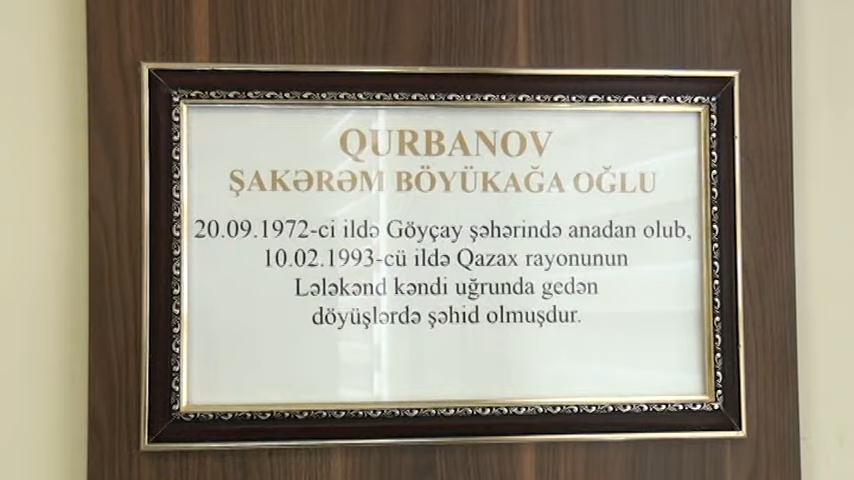 QURBANOV
ŞAKƏRƏM BÖYÜKAĞA OĞLU
20.09.1972-ci ildə Göyçay şəhərində anadan olub,
10.02.1993-cü ildə Qazax rayonunun
Lələkənd kəndi uğrunda gedən
döyüşlərdə şəhid olmuşdur.